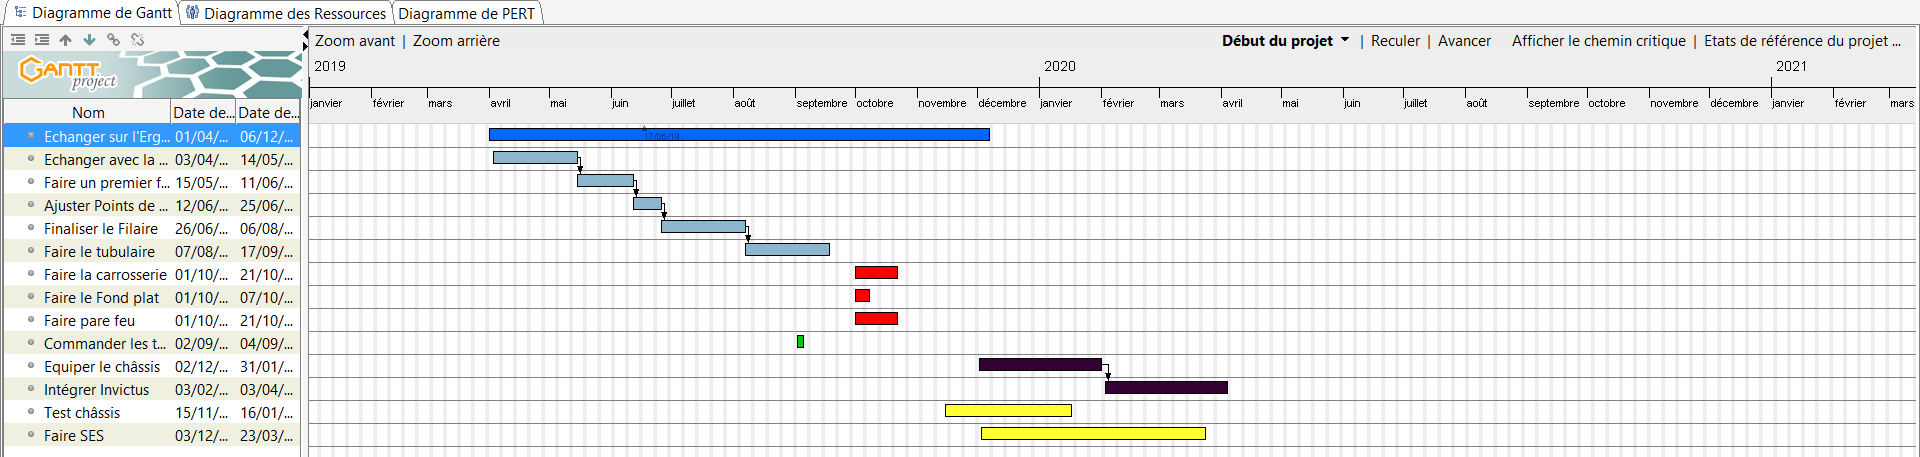 Diagramme de Gantt Diagramme des Ressources Diagramme de PERT
Zoom avant | Zoom arrière Début du projet | Reculer | Avancer Afficher le chemin critique | Etats de référence du projet ...
GANTT project
2019 2020 2021
Nom Date de... Date de...
janvier février mars avril mai juin juillet août septembre octobre novembre décembre janvier février mars avril mai juin juillet août septembre octobre novembre décembre janvier février mars
Echanger sur l'Erg... 01/04/... 06/12/... 17/06/19
Echanger avec la ... 03/04/... 14/05/...
Faire un premier f... 15/05/... 11/06/...
Ajuster Points de ... 12/06/... 25/06/...
Finaliser le Filaire 26/06/... 06/08/...
Faire le tubulaire 07/08/... 17/09/...
Faire la carrosserie 01/10/... 21/10/...
Faire le Fond plat 01/10/... 07/10/...
Faire pare feu 01/10/... 21/10/...
Commander les t... 02/09/... 04/09/...
Equiper le châssis 02/12/... 31/01/...
Intégrer Invictus 03/02/... 03/04/...
Test châssis 15/11/... 16/01/...
Faire SES 03/12/... 23/03/...